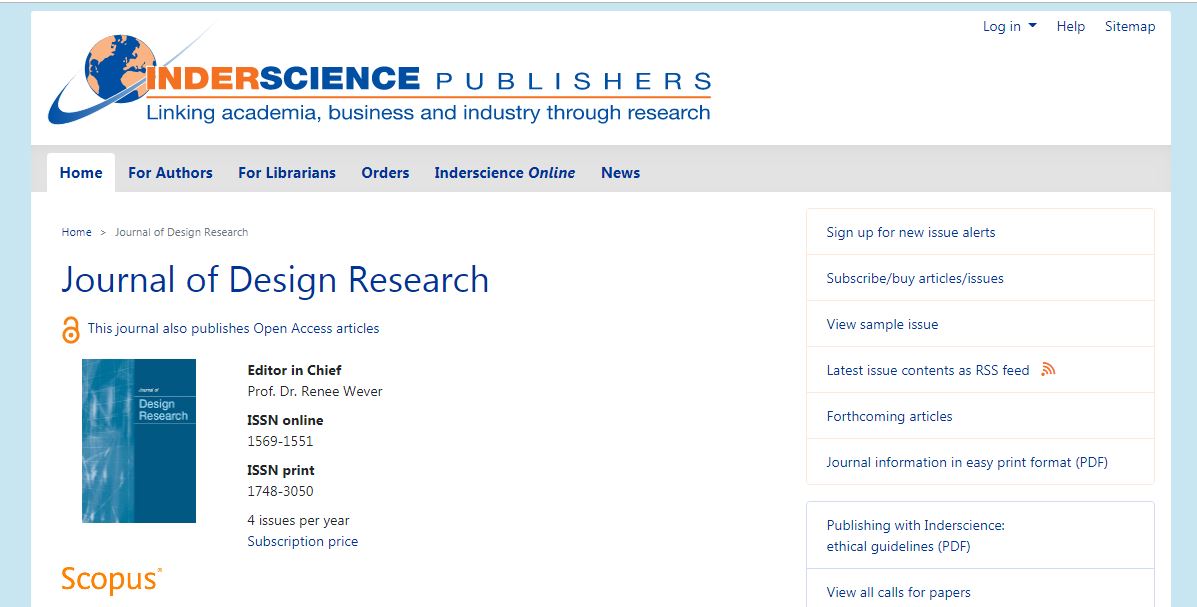 Log in Help Sitemap
INDERSCIENCE PUBLISHERS
Linking academia, business and industry through research
Home For Authors For Librarians Orders Inderscience Online News
Home > Journal of Design Research
Journal of Design Research
This journal also publishes Open Access articles
Journal of
Design
Research
Editor in Chief
Prof. Dr. Renee Wever
ISSN online
1569-1551
ISSN print
1748-3050
4 issues per year
Subscription price
Scopus®
Sign up for new issue alerts
Subscribe/buy articles/issues
View sample issue
Latest issue contents as RSS feed
Forthcoming articles
Journal information in easy print format (PDF)
Publishing with Inderscience:
ethical guidelines (PDF)
View all calls for papers